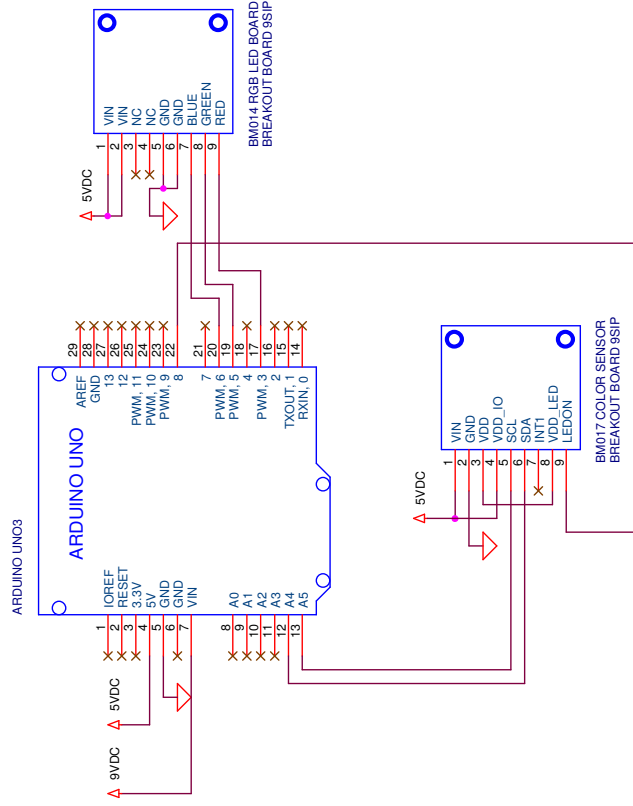 ARDUINO UNO3
ARDUINO UNO
9VDC
5VDC
1 IOREF
2 RESET
3 3.3V
4 5V
5 GND
6 GND
7 VIN
8 A0
9 A1
10 A2
11 A3
12 A4
13 A5
29 AREF
28 GND
27 13
26 12
25 PWM, 11
24 PWM, 10
23 PWM, 9
22 8
21 7
20 PWM, 6
19 PWM, 5
18 4
17 PWM, 3
16 2
15 TXOUT, 1
14 RXIN, 0
5VDC
1 VIN
2 VIN
3 NC
4 NC
5 GND
6 GND
7 BLUE
8 GREEN
9 RED
BM014 RGB LED BOARD
BREAKOUT BOARD 9SIP
5VDC
1 VIN
2 GND
3 VDD
4 VDD_IO
5 SCL
6 SDA
7 INT1
8 VDD_LED
9 LEDON
BM017 COLOR SENSOR
BREAKOUT BOARD 9SIP